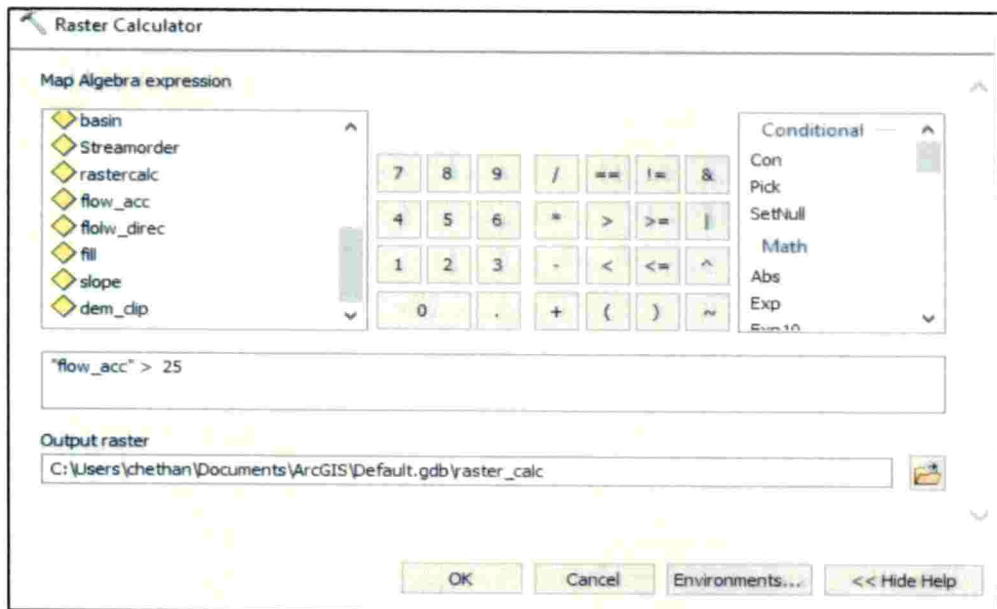 Raster Calculator
Map Algebra expression
basin
Streamorder
rastercalc
flow_acc
flolw_direc
fill
slope
dem_clip
7 8 9 / == != &
4 5 6 * > >= |
1 2 3 - < <= ^
0 . + ( ) ~
Conditional
Con
Pick
SetNull
Math
Abs
Exp
Exp10
"flow_acc" > 25
Output raster
C:\Users\chethan\Documents\ArcGIS\Default.gdb\raster_calc
OK Cancel Environments... << Hide Help